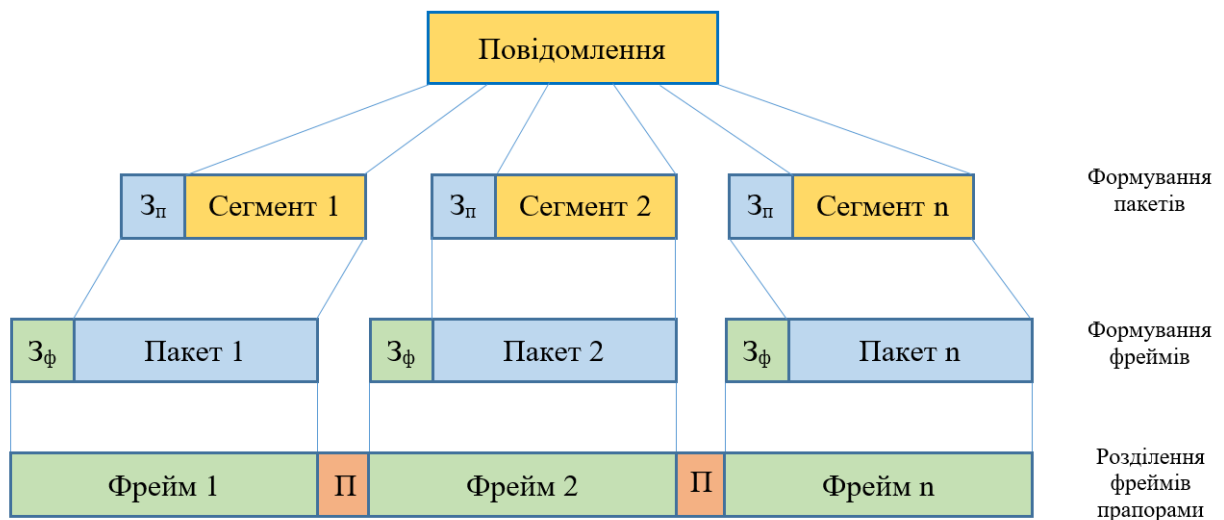 Повідомлення
Зп Сегмент 1 Зп Сегмент 2 Зп Сегмент n
Формування
пакетів
Зф Пакет 1 Зф Пакет 2 Зф Пакет n
Формування
фреймів
Фрейм 1 П Фрейм 2 П Фрейм n
Розділення
фреймів
прапорами